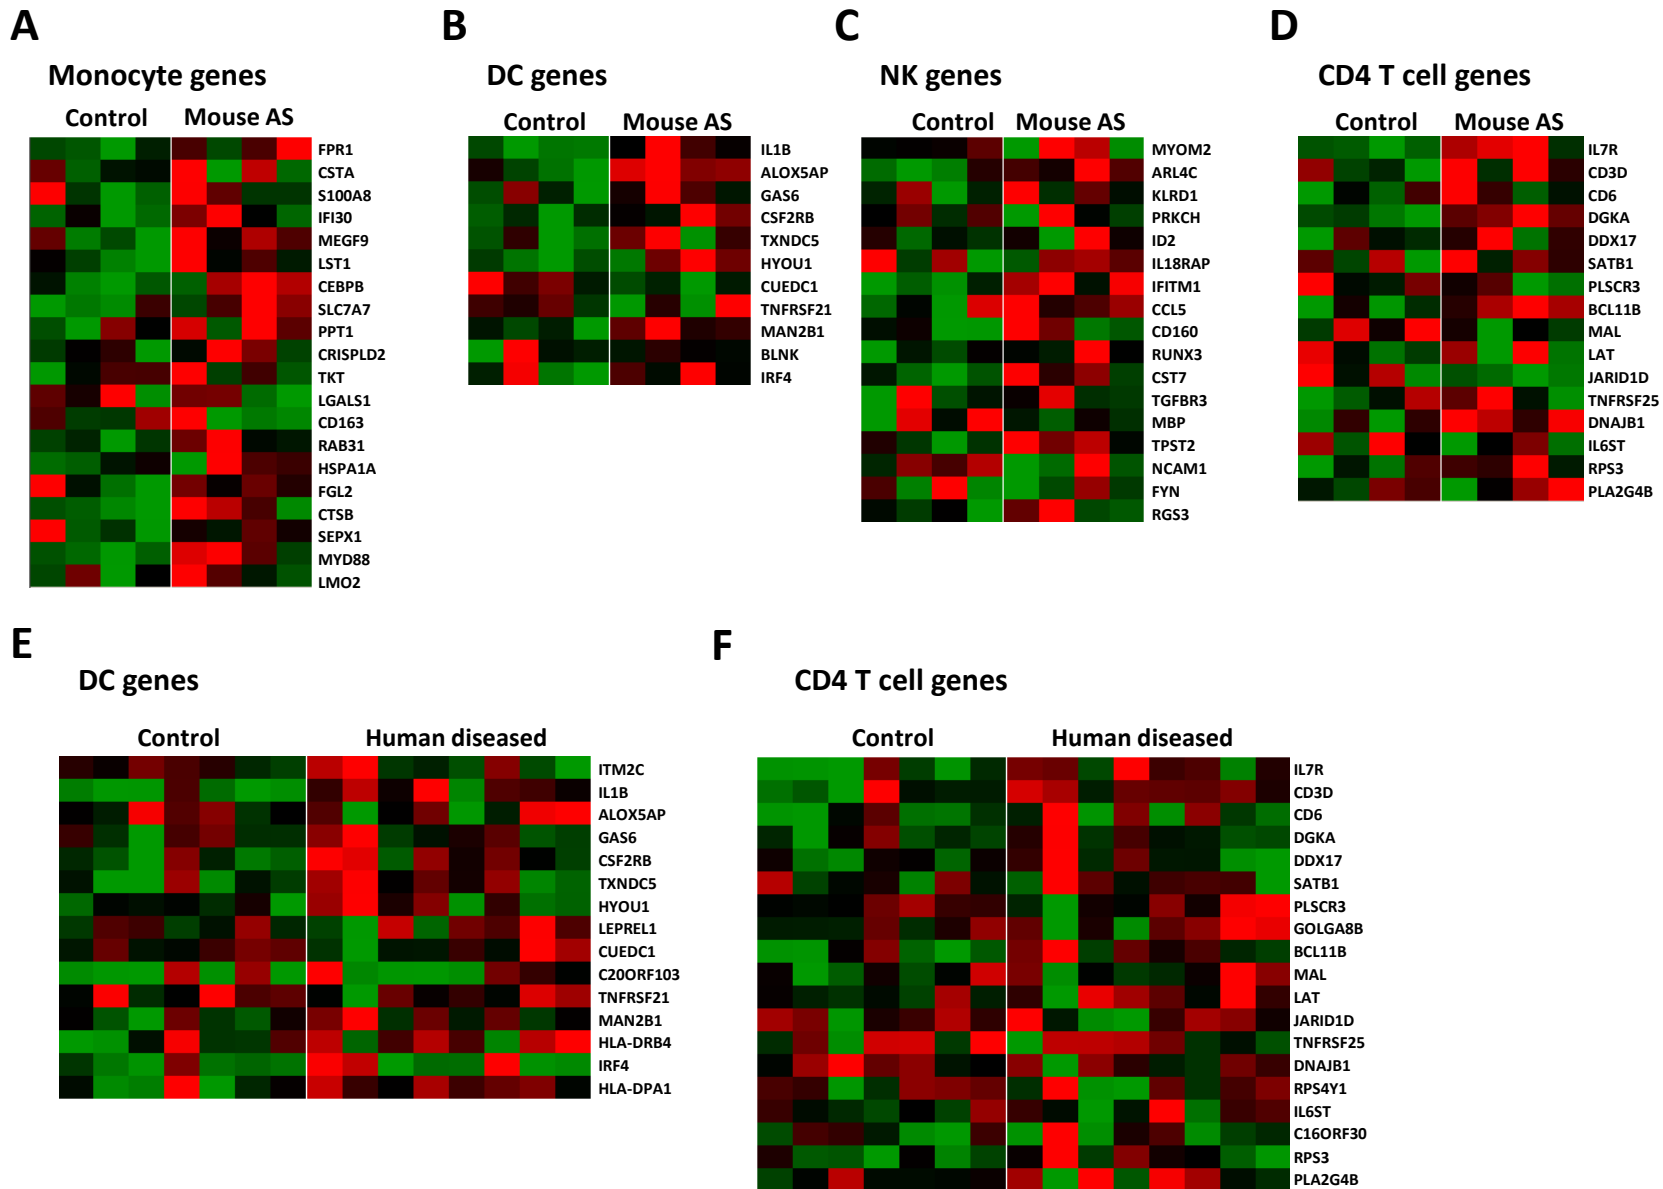 A
B
C
D
Monocyte genes
DC genes
NK genes
CD4 T cell genes
Control Mouse AS
Control Mouse AS
Control Mouse AS
Control Mouse AS
FPR1
CSTA
S100A8
IFI30
MEGF9
LST1
CEBPB
SLC7A7
PPT1
CRISPLD2
TKT
LGALS1
CD163
RAB31
HSPA1A
FGL2
CTSB
SEPX1
MYD88
LMO2
IL1B
ALOX5AP
GAS6
CSF2RB
TXNDC5
HYOU1
CUEDC1
TNFRSF21
MAN2B1
BLNK
IRF4
MYOM2
ARL4C
KLRD1
PRKCH
ID2
IL18RAP
IFITM1
CCL5
CD160
RUNX3
CST7
TGFBR3
MBP
TPST2
NCAM1
FYN
RGS3
IL7R
CD3D
CD6
DGKA
DDX17
SATB1
PLSCR3
BCL11B
MAL
LAT
JARID1D
TNFRSF25
DNAJB1
IL6ST
RPS3
PLA2G4B
E
F
DC genes
CD4 T cell genes
Control Human diseased
Control Human diseased
ITM2C
IL1B
ALOX5AP
GAS6
CSF2RB
TXNDC5
HYOU1
LEPREL1
CUEDC1
C20ORF103
TNFRSF21
MAN2B1
HLA-DRB4
IRF4
HLA-DPA1
IL7R
CD3D
CD6
DGKA
DDX17
SATB1
PLSCR3
GOLGA8B
BCL11B
MAL
LAT
JARID1D
TNFRSF25
DNAJB1
RPS4Y1
IL6ST
C16ORF30
RPS3
PLA2G4B